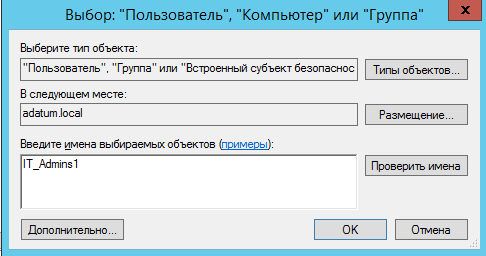 Выбор: "Пользователь", "Компьютер" или "Группа"
x
Выберите тип объекта:
"Пользователь", "Группа" или "Встроенный субъект безопаснос
Типы объектов...
В следующем месте:
adatum.local
Размещение...
Введите имена выбираемых объектов (примеры):
IT_Admins1
Проверить имена
Дополнительно...
OK
Отмена